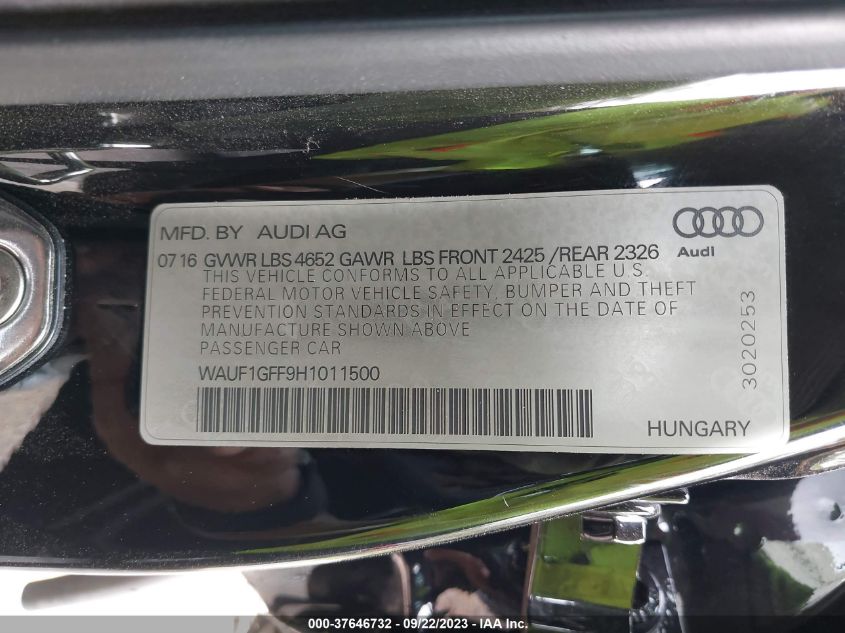 MFD. BY AUDI AG
07 16 GVWR LBS 4652 GAWR LBS FRONT 2425 /REAR 2326
THIS VEHICLE CONFORMS TO ALL APPLICABLE U.S.
FEDERAL MOTOR VEHICLE SAFETY, BUMPER AND THEFT
PREVENTION STANDARDS IN EFFECT ON THE DATE OF
MANUFACTURE SHOWN ABOVE
PASSENGER CAR
WAUF1GFF9H1011500
Audi
3020253
HUNGARY
000-37646732 - 09/22/2023 - IAAI.com